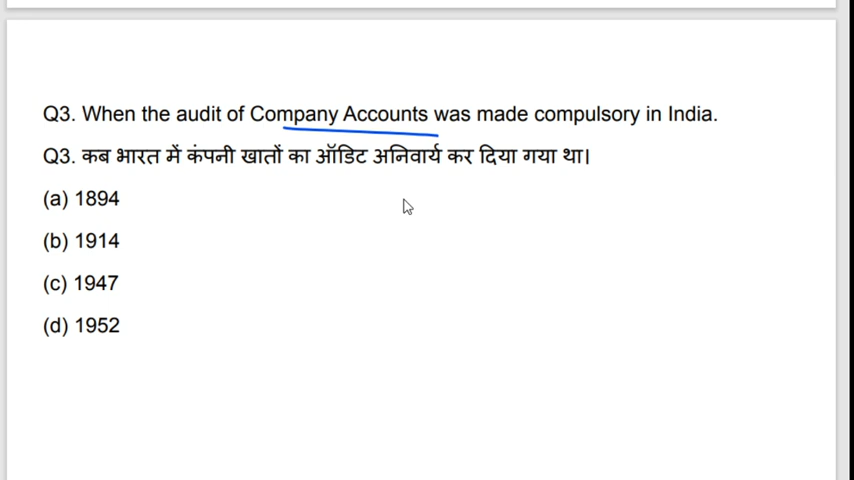 Q3. When the audit of Company Accounts was made compulsory in India.
Q3. कब भारत में कंपनी खातों का ऑडिट अनिवार्य कर दिया गया था।
(a) 1894
(b) 1914
(c) 1947
(d) 1952